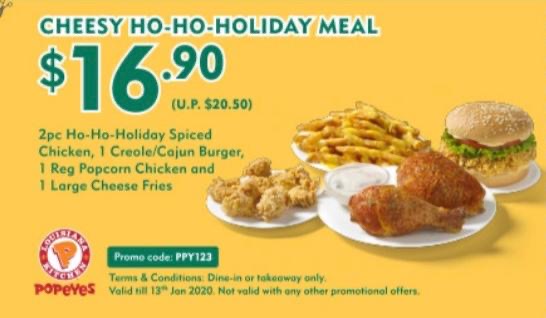 CHEESY HO-HO-HOLIDAY MEAL
$16.90
(U.P. $20.50)
2pc Ho-Ho-Holiday Spiced
Chicken, 1 Creole/Cajun Burger,
1 Reg Popcorn Chicken and
1 Large Cheese Fries
LOUISIANA
KITCHEN
POPEYES
Promo code: PPY123
Terms & Conditions: Dine-in or takeaway only.
Valid till 13th Jan 2020. Not valid with any other promotional offers.